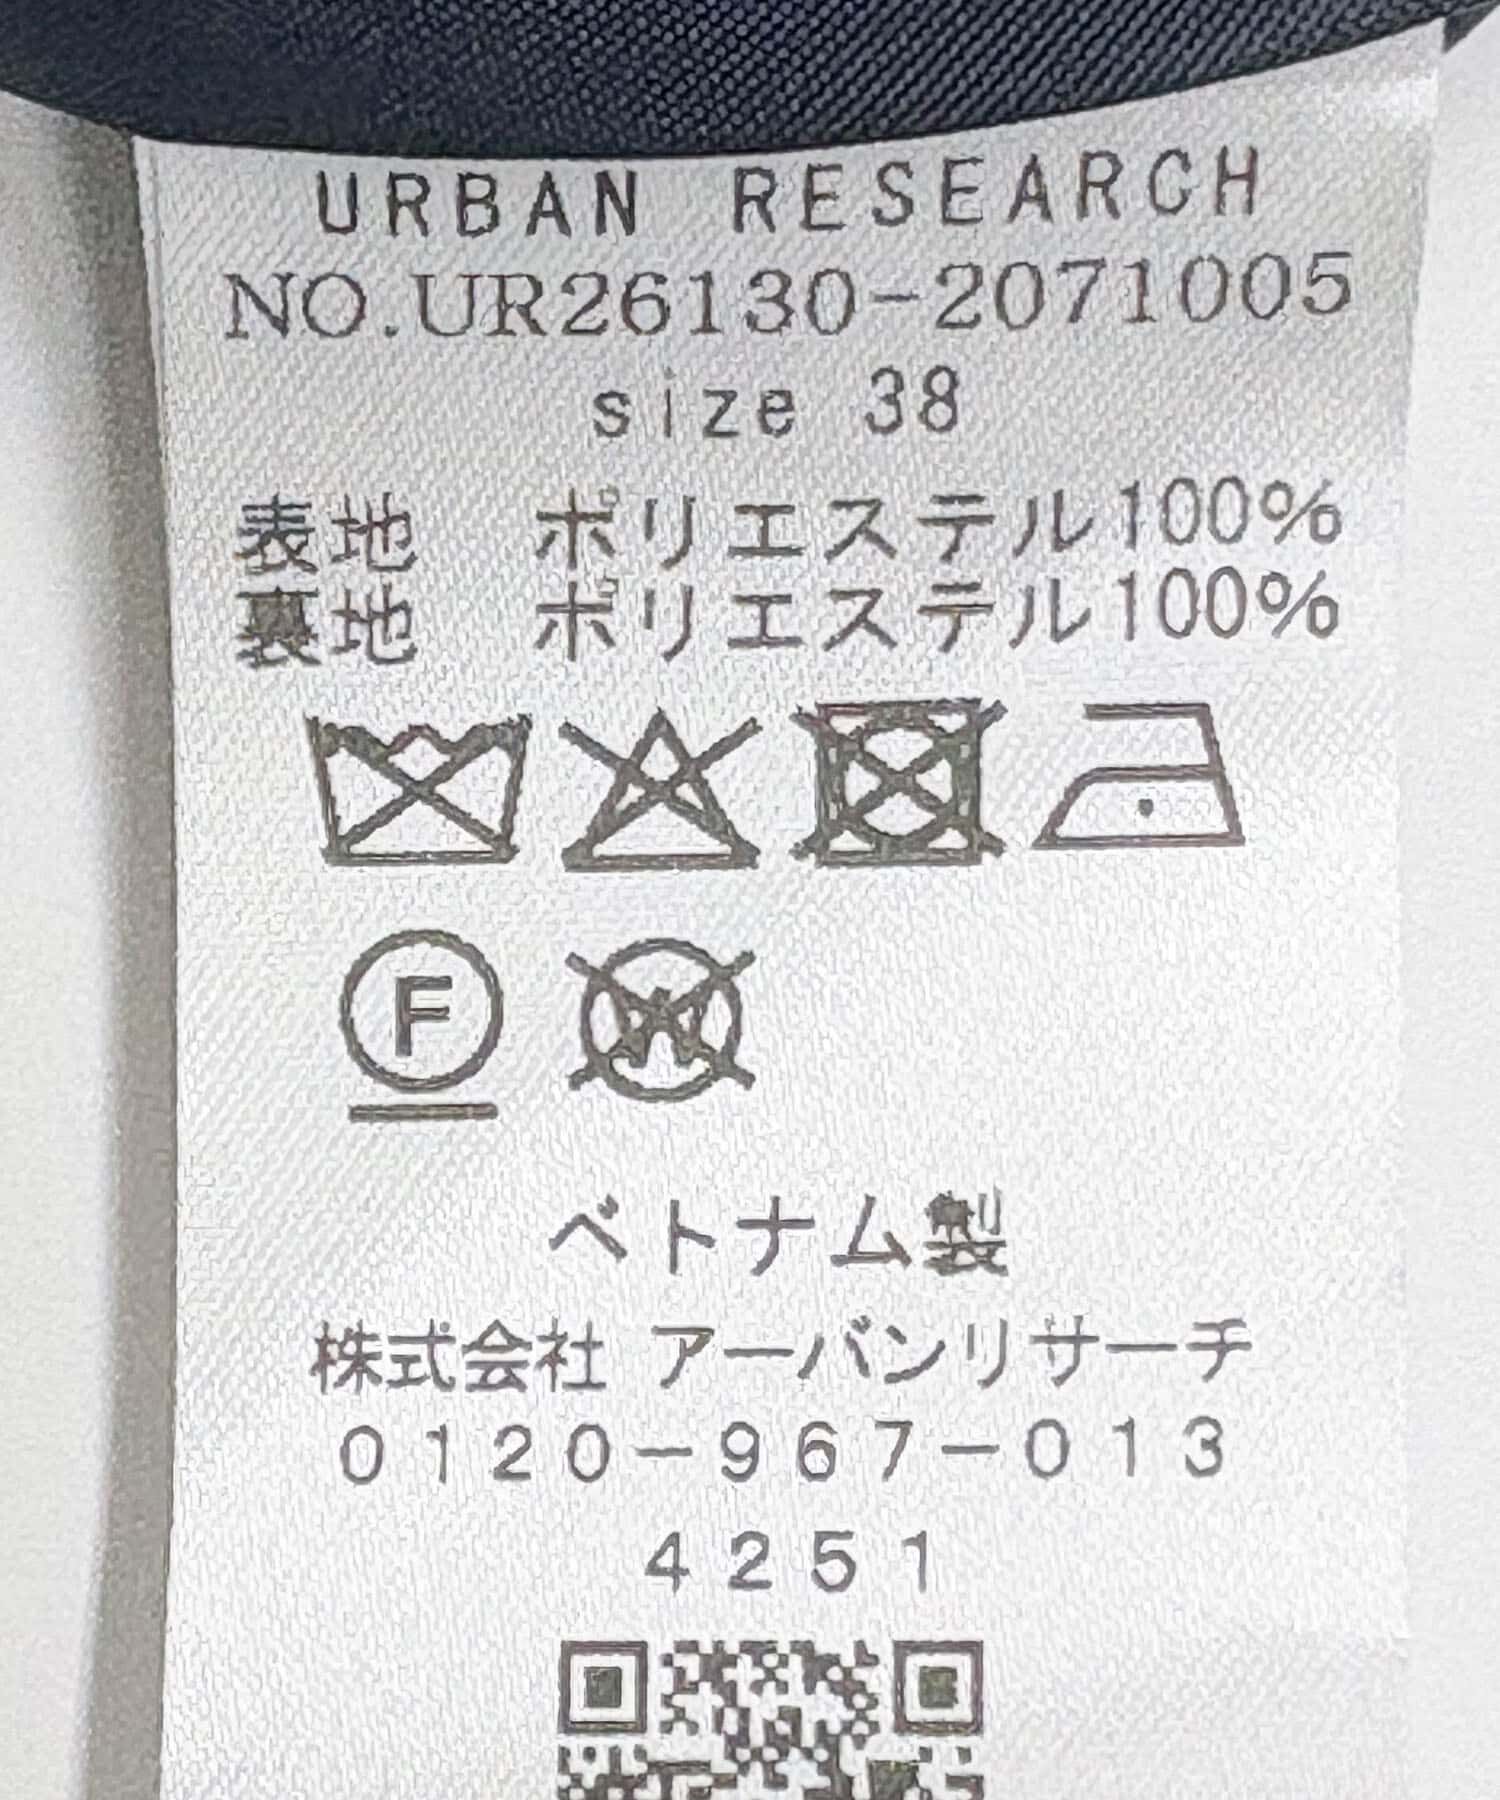 URBAN RESEARCH
NO.UR26130-2071005
size 38
表地 ポリエステル100%
裏地 ポリエステル100%
F
W
ベトナム製
株式会社 アーバンリサーチ
0120-967-013
4251